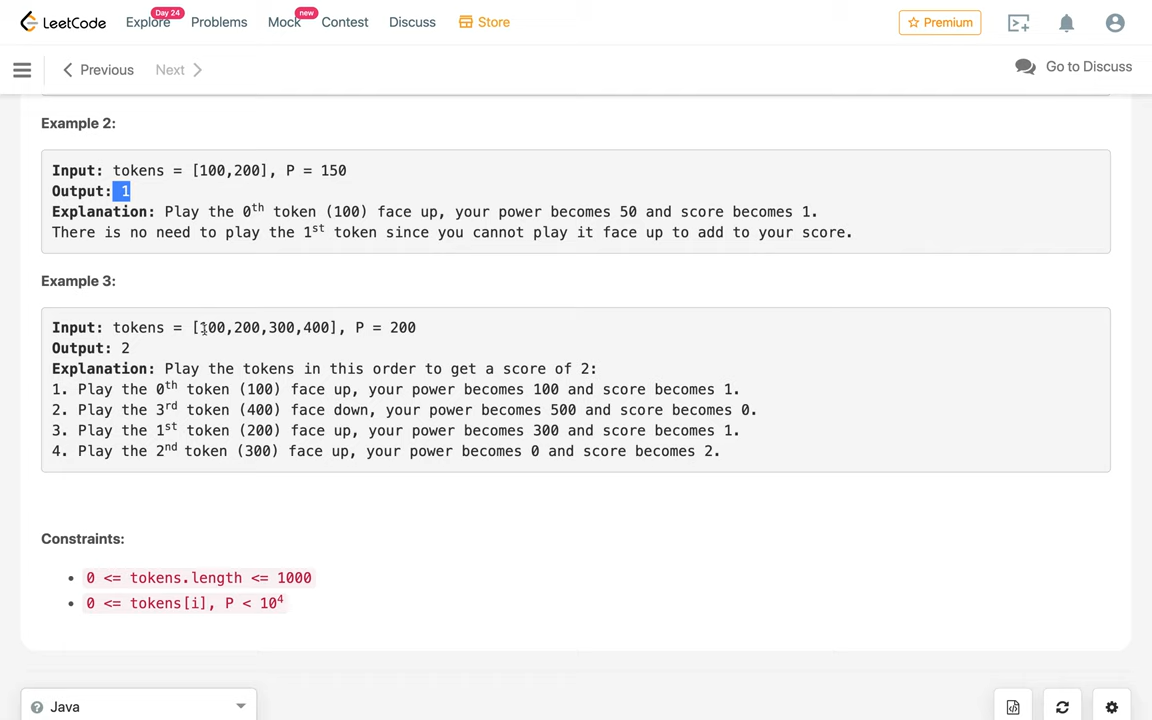 LeetCode Explore Day 24 Problems Mock new Contest Discuss Store Premium
Previous Next Go to Discuss
Example 2:
Input: tokens = [100,200], P = 150
Output: 1
Explanation: Play the 0th token (100) face up, your power becomes 50 and score becomes 1.
There is no need to play the 1st token since you cannot play it face up to add to your score.
Example 3:
Input: tokens = [100,200,300,400], P = 200
Output: 2
Explanation: Play the tokens in this order to get a score of 2:
1. Play the 0th token (100) face up, your power becomes 100 and score becomes 1.
2. Play the 3rd token (400) face down, your power becomes 500 and score becomes 0.
3. Play the 1st token (200) face up, your power becomes 300 and score becomes 1.
4. Play the 2nd token (300) face up, your power becomes 0 and score becomes 2.
Constraints:
• 0 <= tokens.length <= 1000
• 0 <= tokens[i], P < 10⁴
Java